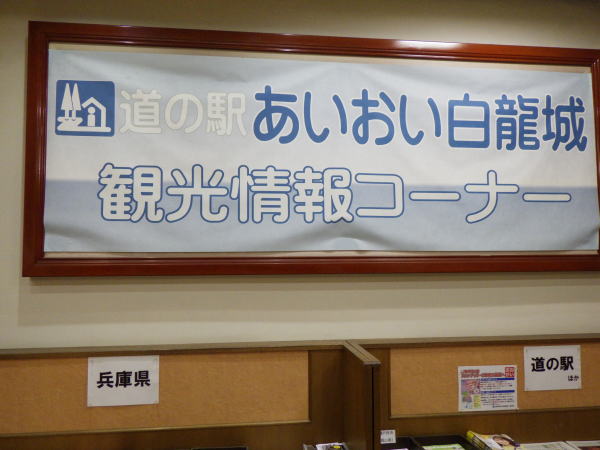 道の駅 あいおい白龍城
観光情報コーナー
兵庫県
道の駅
ほか